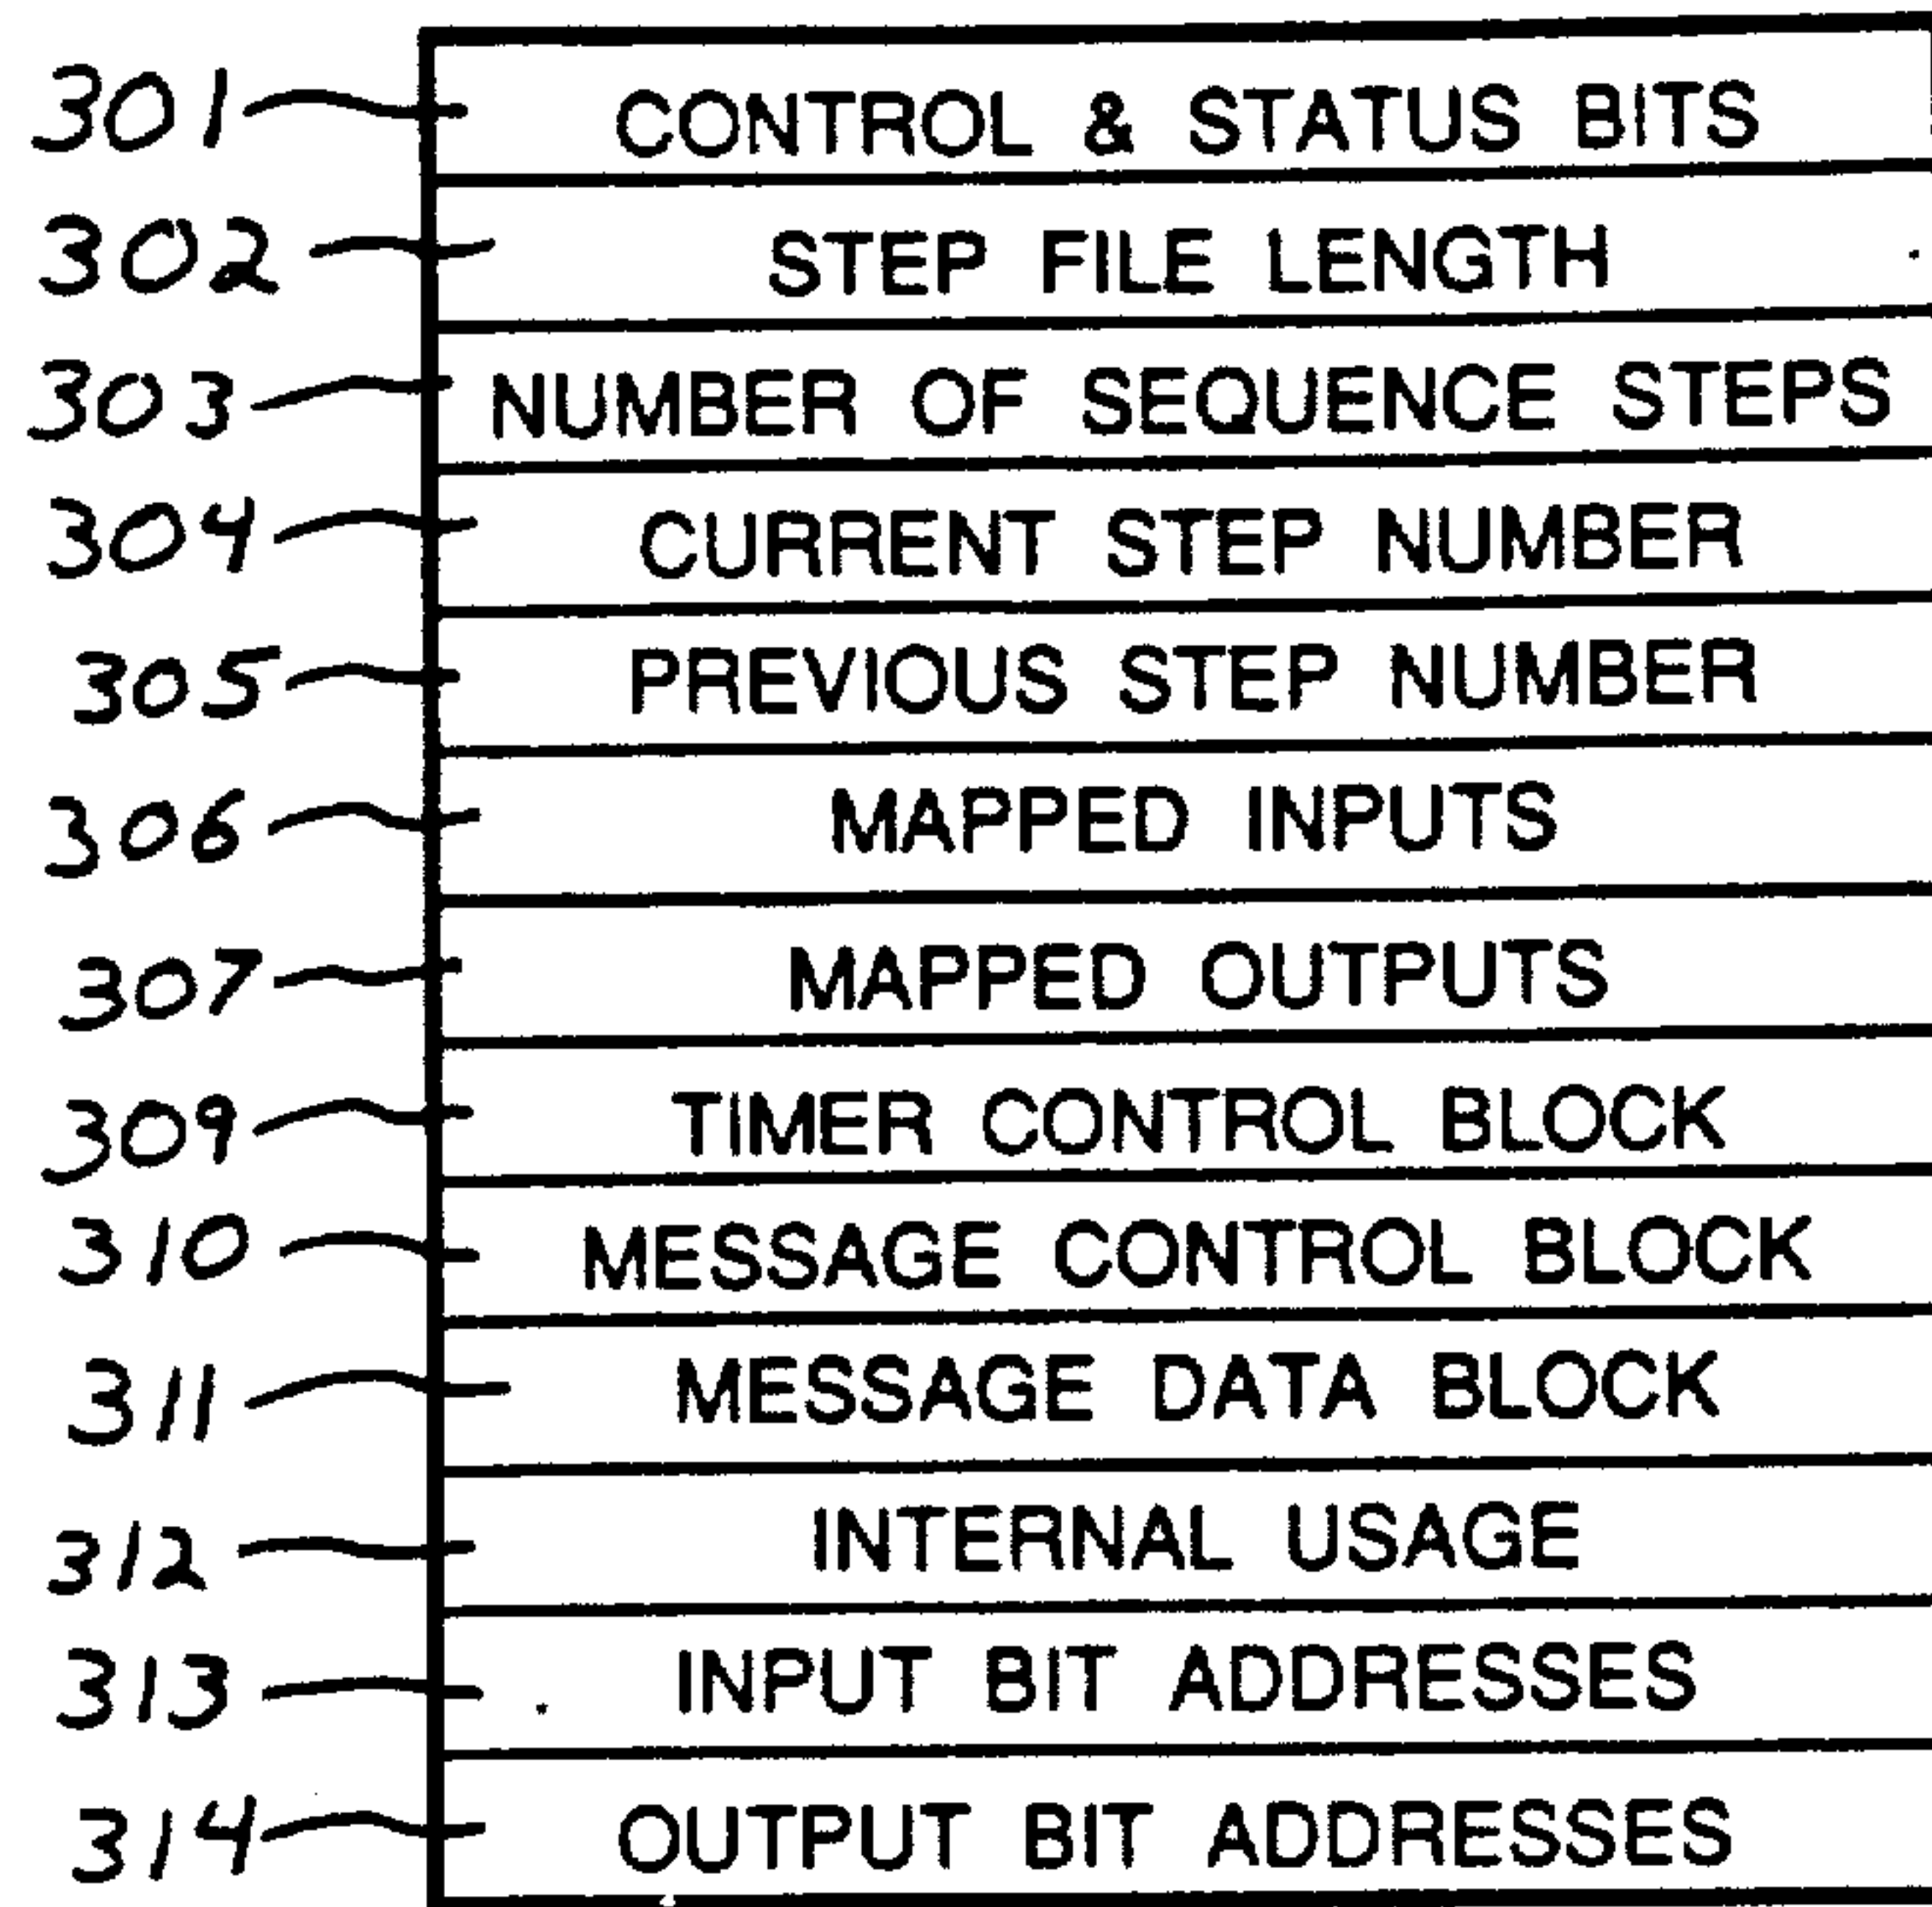 301 CONTROL & STATUS BITS
302 STEP FILE LENGTH
303 NUMBER OF SEQUENCE STEPS
304 CURRENT STEP NUMBER
305 PREVIOUS STEP NUMBER
306 MAPPED INPUTS
307 MAPPED OUTPUTS
309 TIMER CONTROL BLOCK
310 MESSAGE CONTROL BLOCK
311 MESSAGE DATA BLOCK
312 INTERNAL USAGE
313 INPUT BIT ADDRESSES
314 OUTPUT BIT ADDRESSES